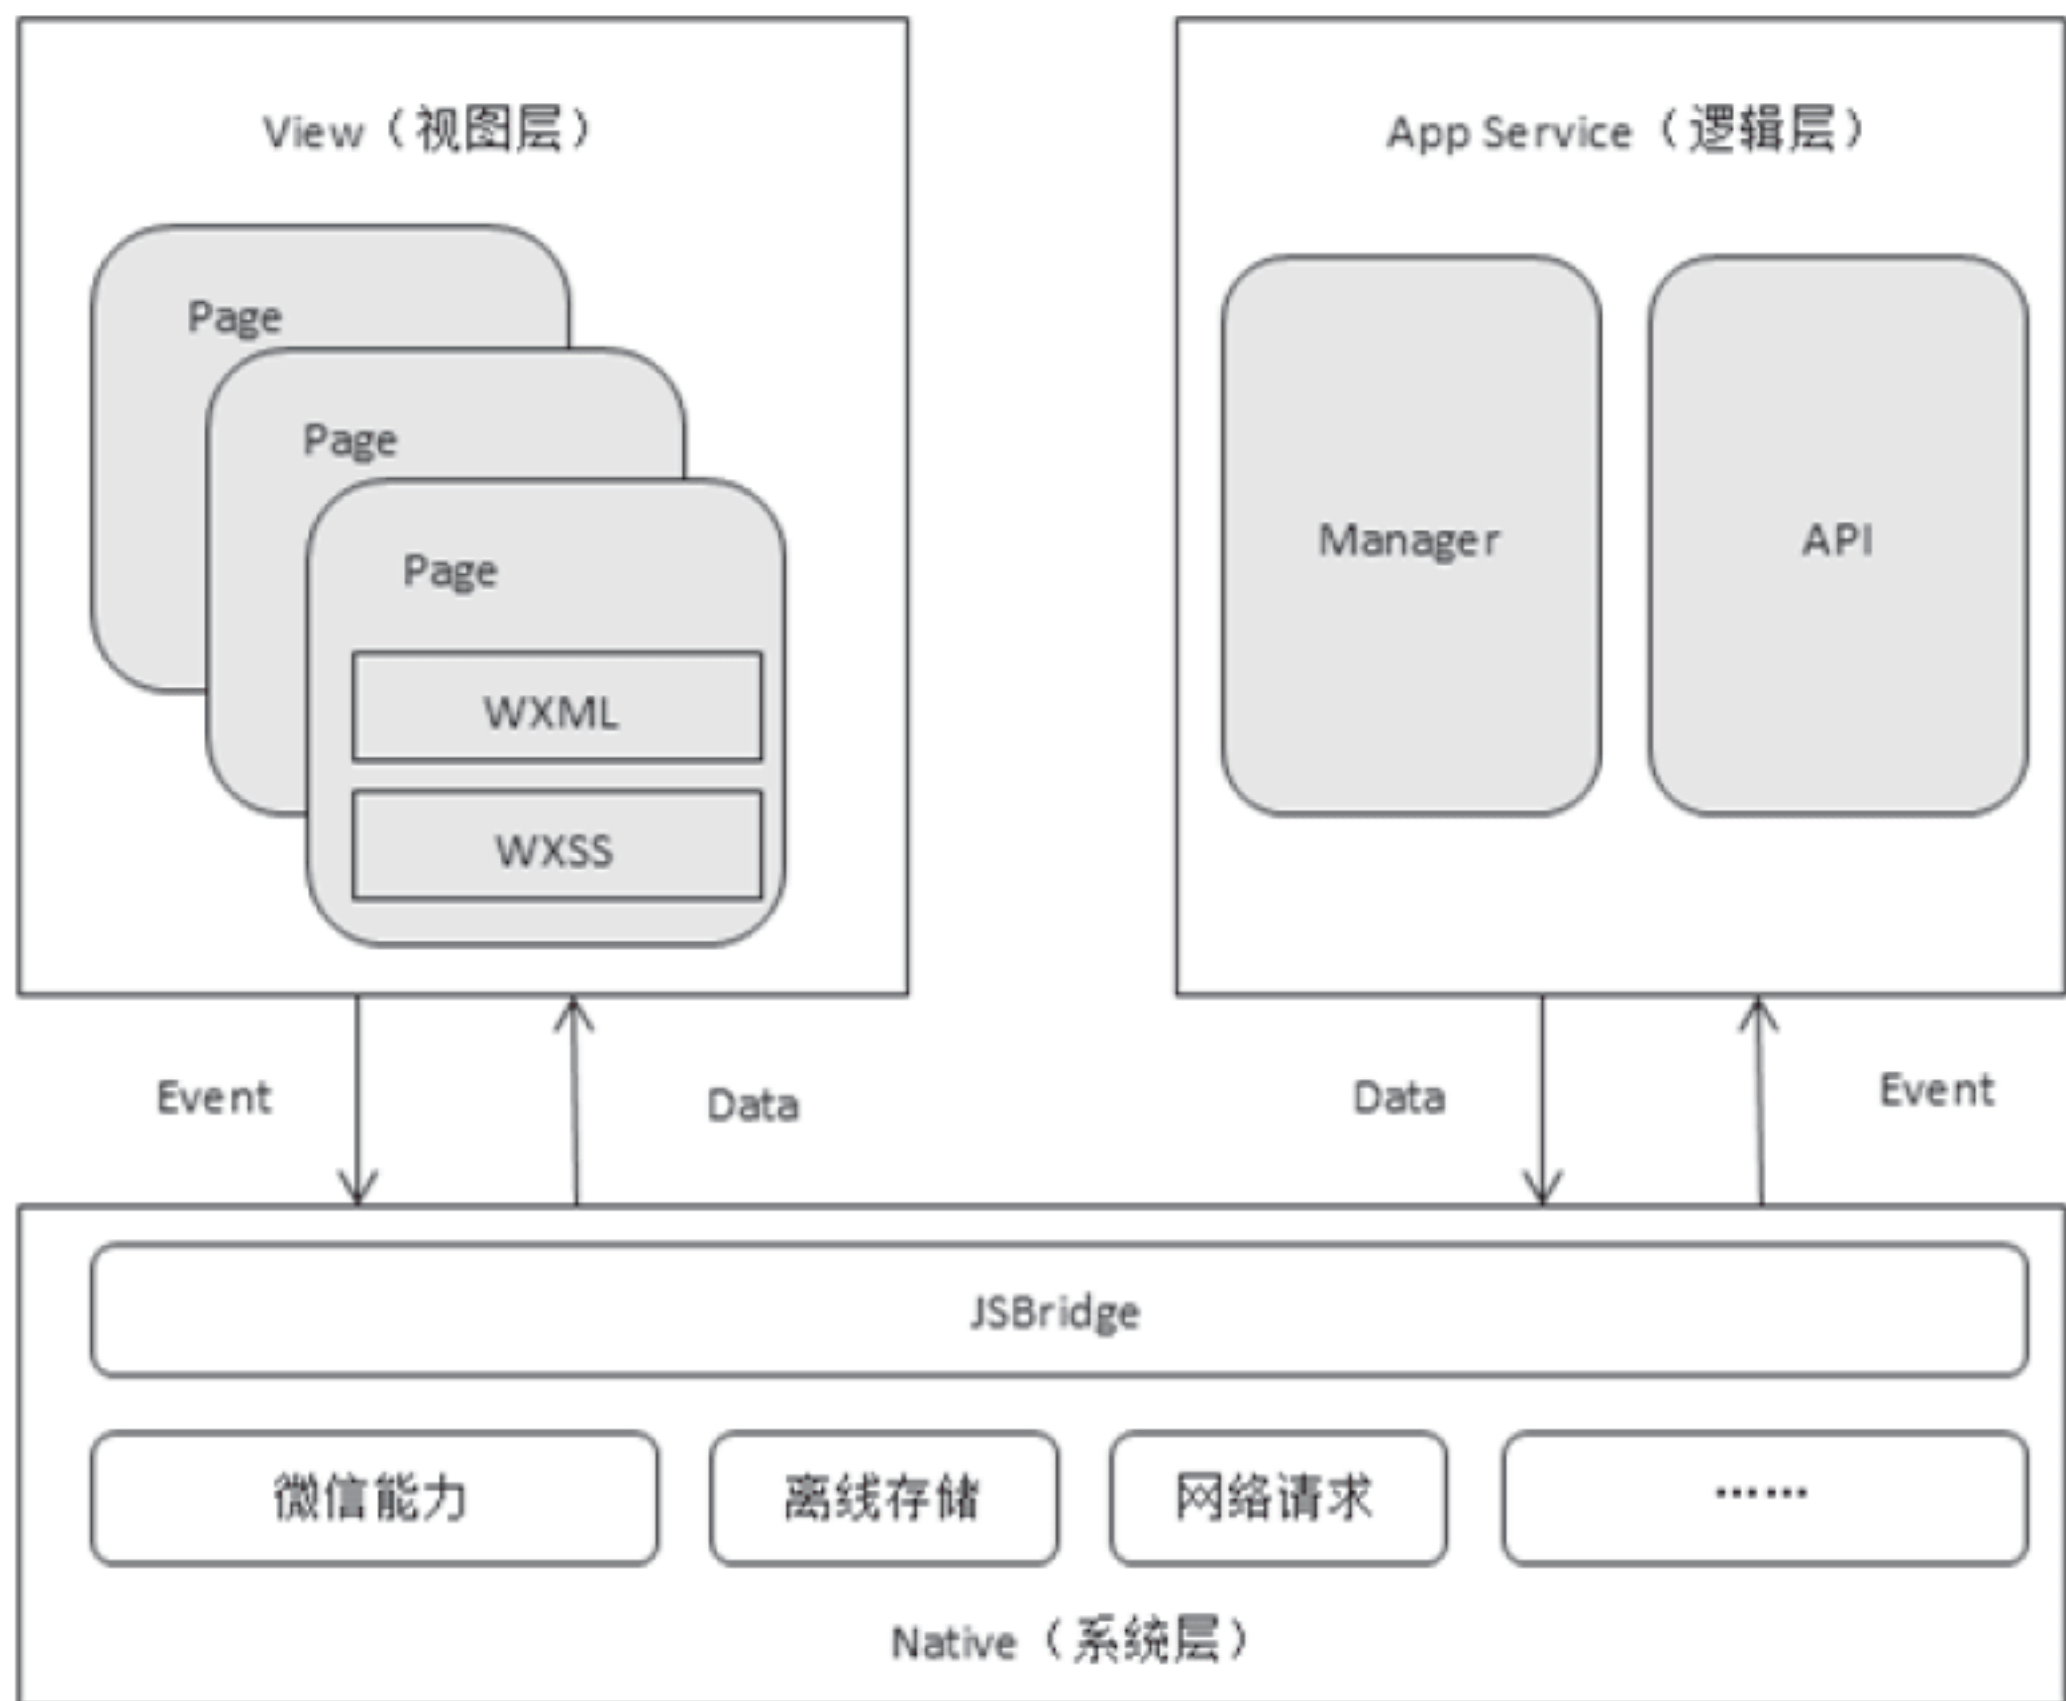 View（视图层）
Page
Page
Page
WXML
WXSS
App Service（逻辑层）
Manager
API
Event
Data
Data
Event
JSBridge
微信能力
离线存储
网络请求
……
Native（系统层）